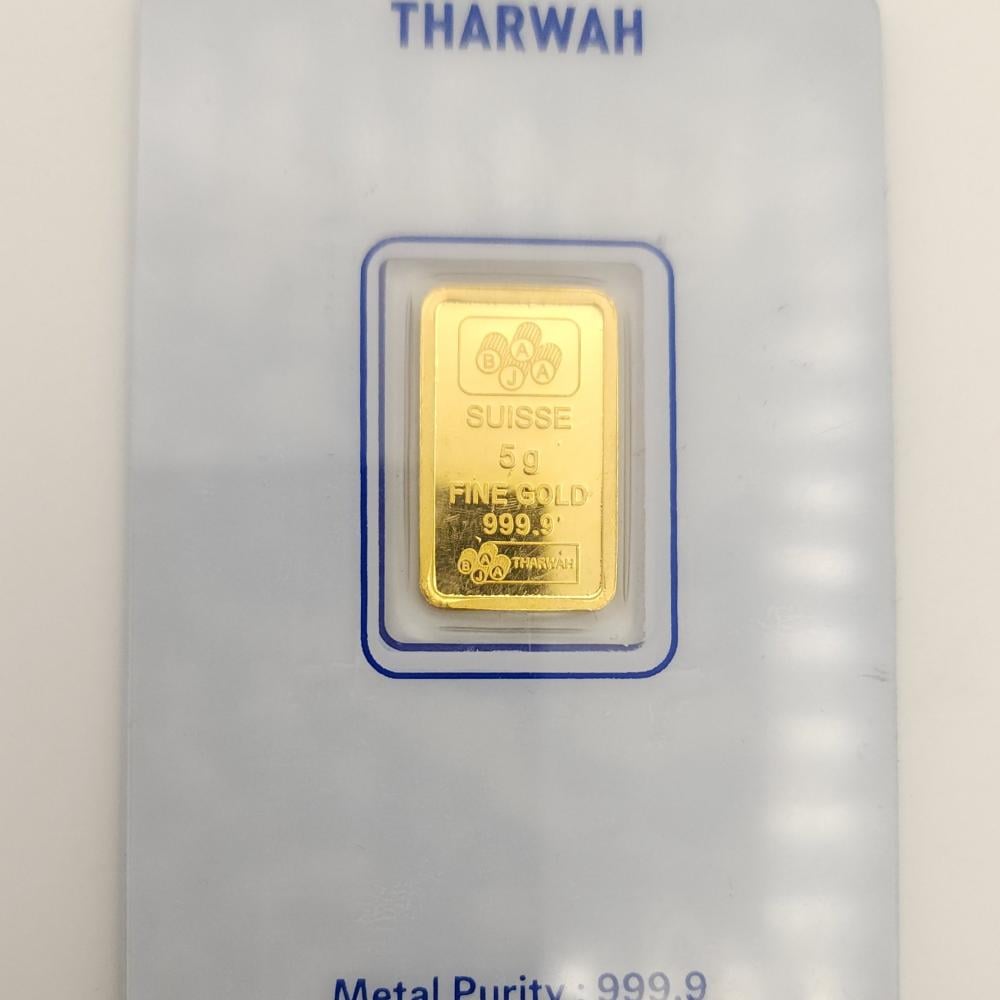 THARWAH
B A J A
SUISSE
5 g
FINE GOLD
999.9
B A J A THARWAH
Metal Purity : 999.9